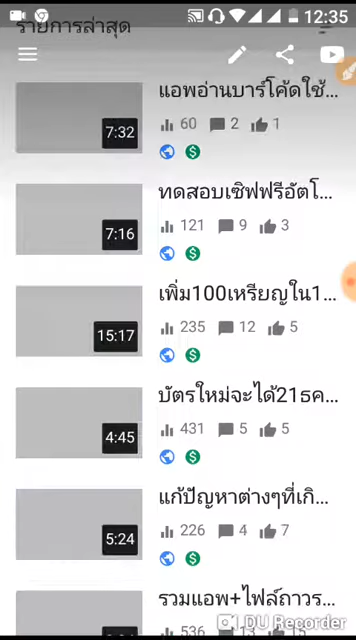 12:35
รายการล่าสุด
แอพอ่านบาร์โค้ดใช้...
7:32
60 2 1
ทดสอบเซิฟฟรีอัตโ...
7:16
121 9 3
เพิ่ม100เหรียญใน1...
15:17
235 12 5
บัตรใหม่จะได้21ธค...
4:45
431 5 5
แก้ปัญหาต่างๆที่เกิ...
5:24
226 4 7
รวมแอพ+ไฟล์ถาวร...
536 13 15
DU Recorder